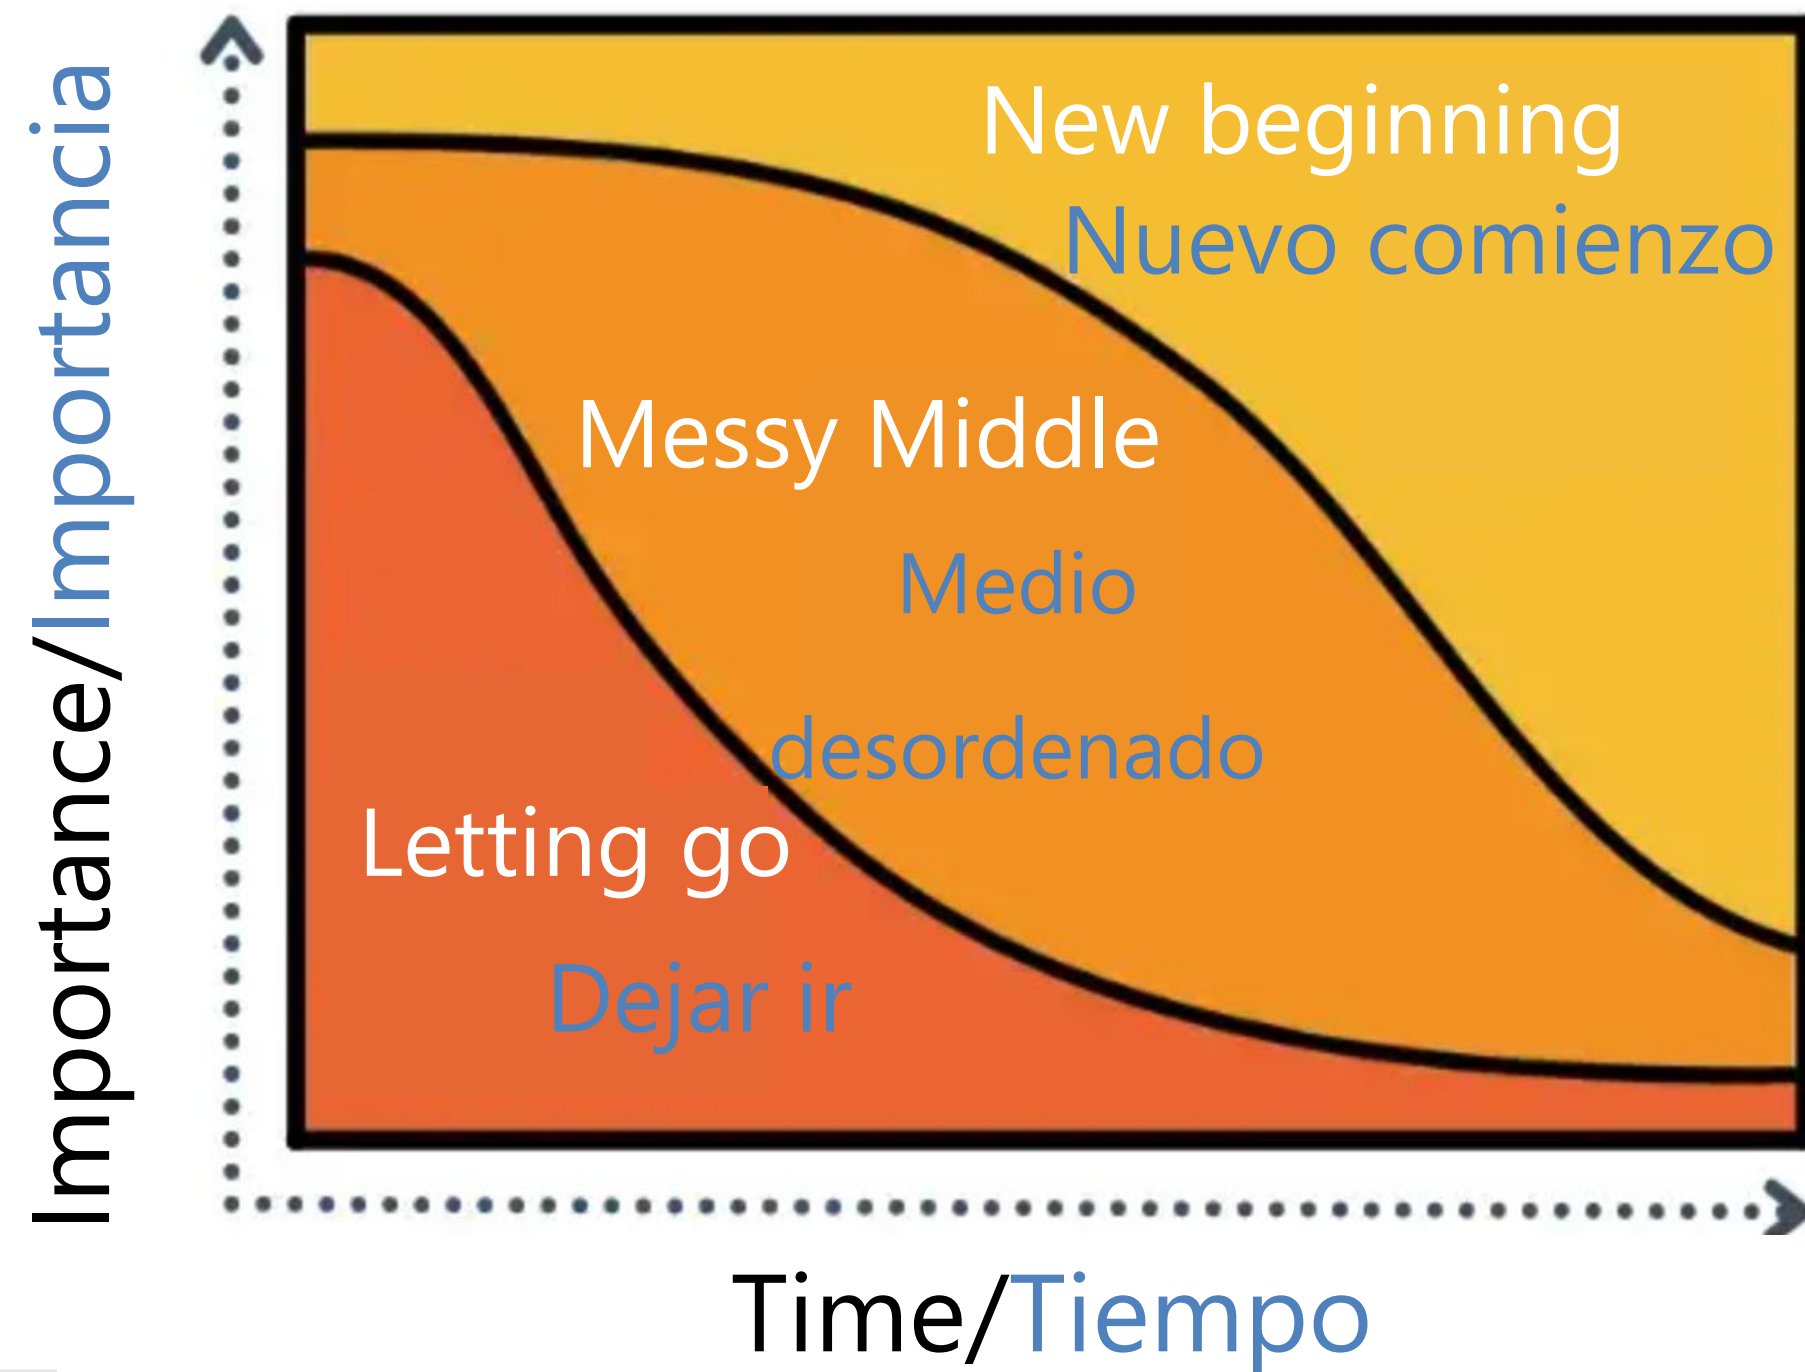 Importance/Importancia
New beginning
Nuevo comienzo
Messy Middle
Medio
desordenado
Letting go
Dejar ir
Time/Tiempo